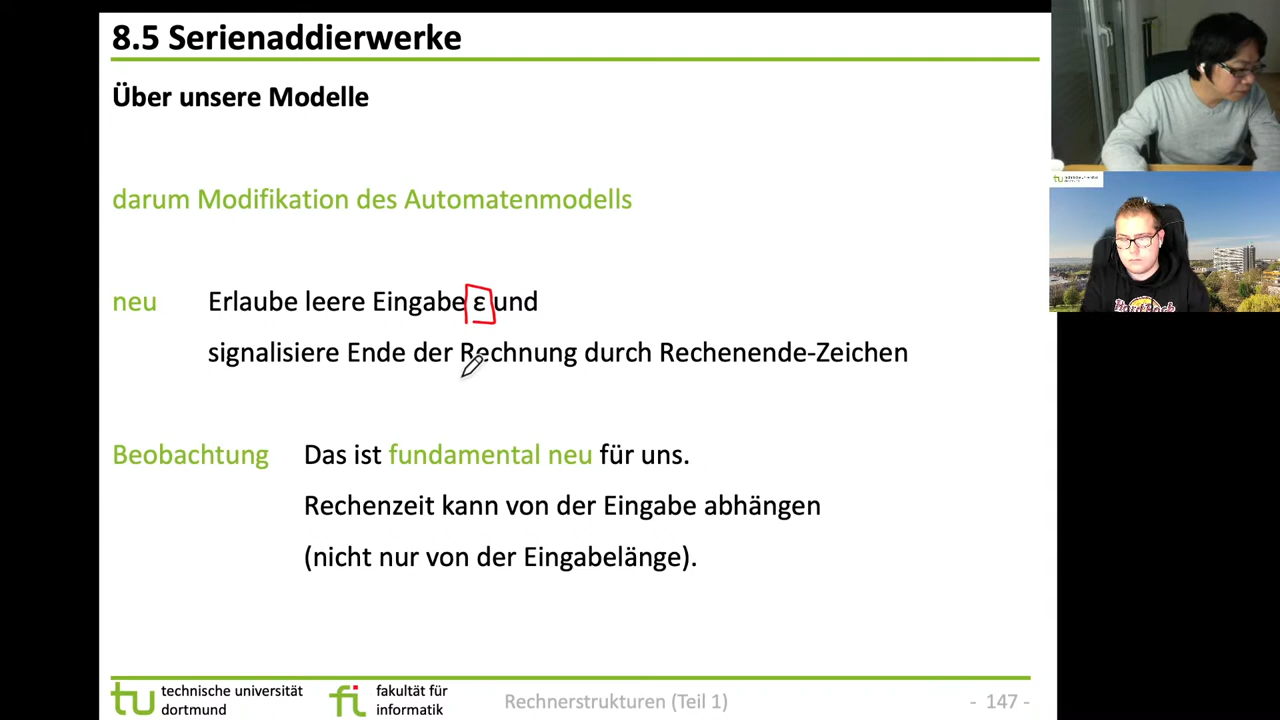 8.5 Serienaddierwerke
Über unsere Modelle
darum Modifikation des Automatenmodells
neu Erlaube leere Eingabe ε und
signalisiere Ende der Rechnung durch Rechenende-Zeichen
Beobachtung Das ist fundamental neu für uns.
Rechenzeit kann von der Eingabe abhängen
(nicht nur von der Eingabelänge).
tu technische universität
dortmund
fi fakultät für
informatik
Rechnerstrukturen (Teil 1)
- 147 -